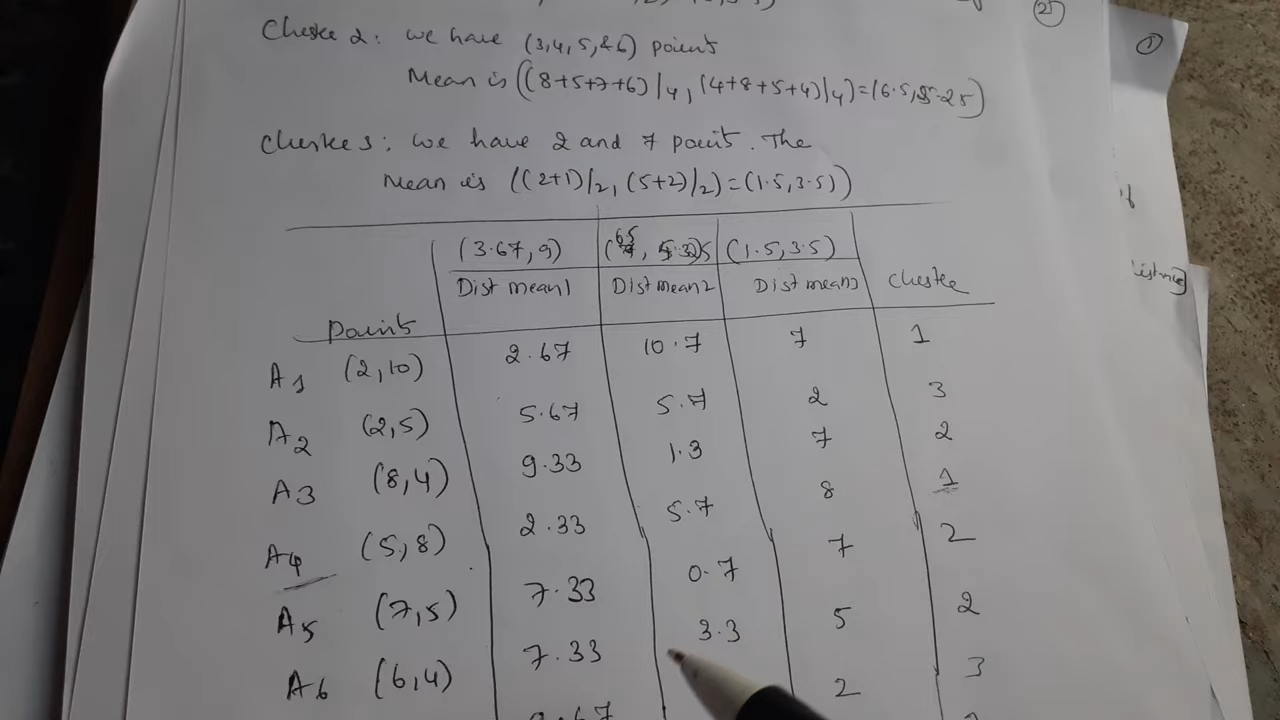 Cluster 2: we have (3,4,5,&6) point
Mean is ((8+5+7+6)/4, (4+8+5+4)/4)=(6.5,5.25)
Cluster 3: we have 2 and 7 point. The
Mean is ((2+1)/2, (5+2)/2)=(1.5,3.5))
(3.67,9) (1.5,3.5)
Points Dist mean1 Dist mean2 Dist mean3 Cluster
A1 (2,10) 2.67 10.7 7 1
A2 (2,5) 5.67 5.7 2 3
A3 (8,4) 9.33 1.3 7 2
A4 (5,8) 2.33 5.7 8 1
A5 (7,5) 7.33 0.7 7 2
A6 (6,4) 7.33 3.3 5 2
2 3
(2)
(1)